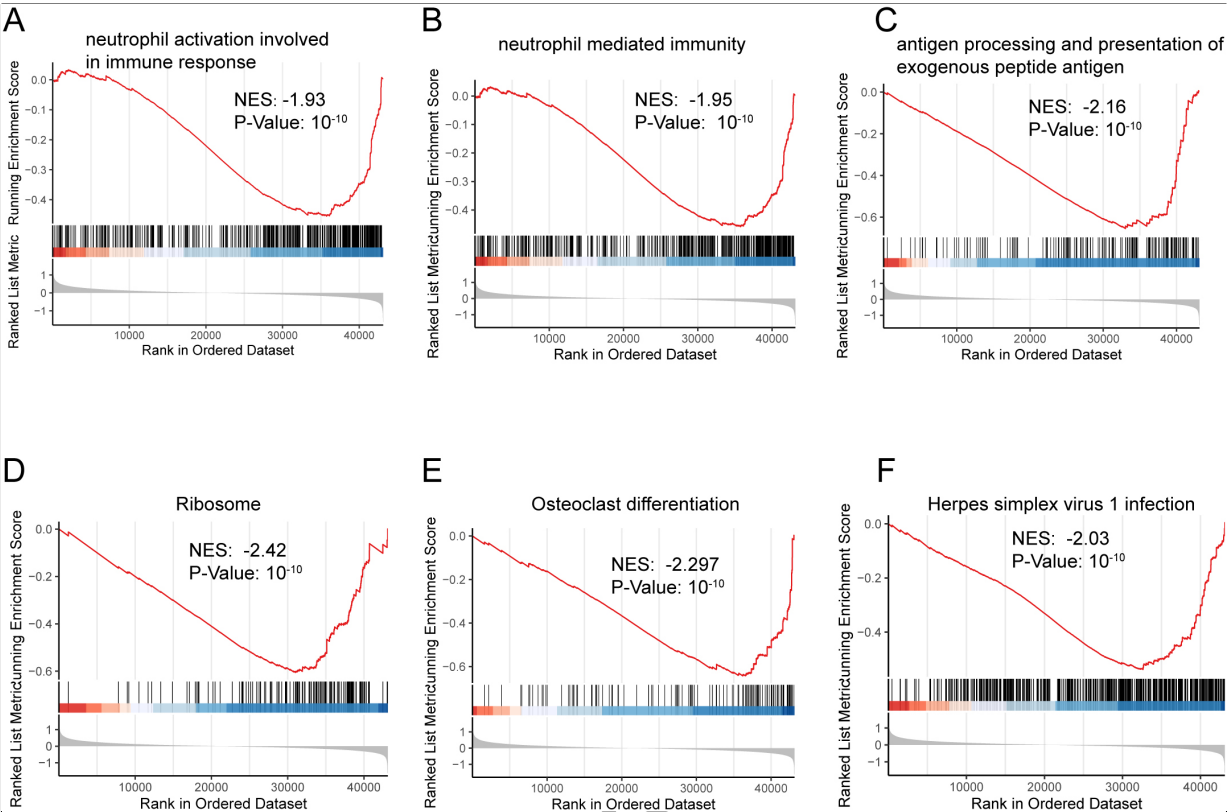 A
neutrophil activation involved
in immune response
Running Enrichment Score
0.0
−0.1
−0.2
−0.3
−0.4
NES: -1.93
P-Value: 10-10
Ranked List Metric
1
0
−1
10000 20000 30000 40000
Rank in Ordered Dataset
B
neutrophil mediated immunity
Ranked List Metricunning Enrichment Score
0.0
−0.1
−0.2
−0.3
−0.4
NES: -1.95
P-Value: 10-10
1
0
−1
10000 20000 30000 40000
Rank in Ordered Dataset
C
antigen processing and presentation of
exogenous peptide antigen
Ranked List Metricunning Enrichment Score
0.0
−0.2
−0.4
−0.6
NES: -2.16
P-Value: 10-10
1
0
−1
10000 20000 30000 40000
Rank in Ordered Dataset
D
Ribosome
Ranked List Metricunning Enrichment Score
0.0
−0.2
−0.4
−0.6
NES: -2.42
P-Value: 10-10
1
0
−1
10000 20000 30000 40000
Rank in Ordered Dataset
E
Osteoclast differentiation
Ranked List Metricunning Enrichment Score
0.0
−0.2
−0.4
−0.6
NES: -2.297
P-Value: 10-10
1
0
−1
10000 20000 30000 40000
Rank in Ordered Dataset
F
Herpes simplex virus 1 infection
Ranked List Metricunning Enrichment Score
0.0
−0.2
−0.4
NES: -2.03
P-Value: 10-10
1
0
−1
10000 20000 30000 40000
Rank in Ordered Dataset